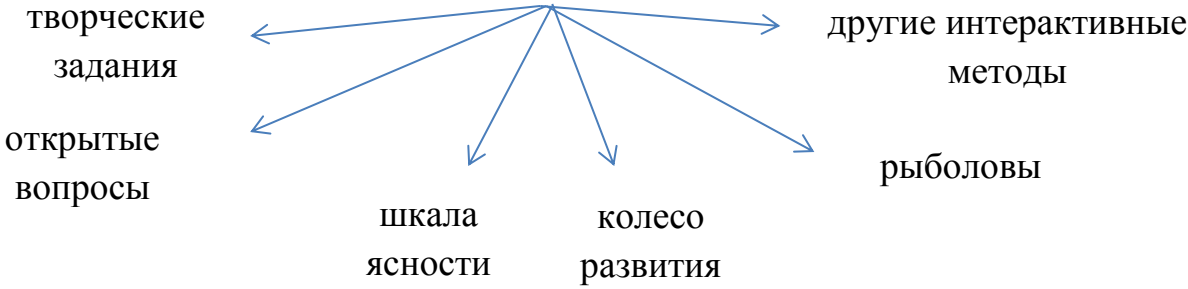 творческие
задания
другие интерактивные
методы
открытые
вопросы
рыболовы
шкала
ясности
колесо
развития